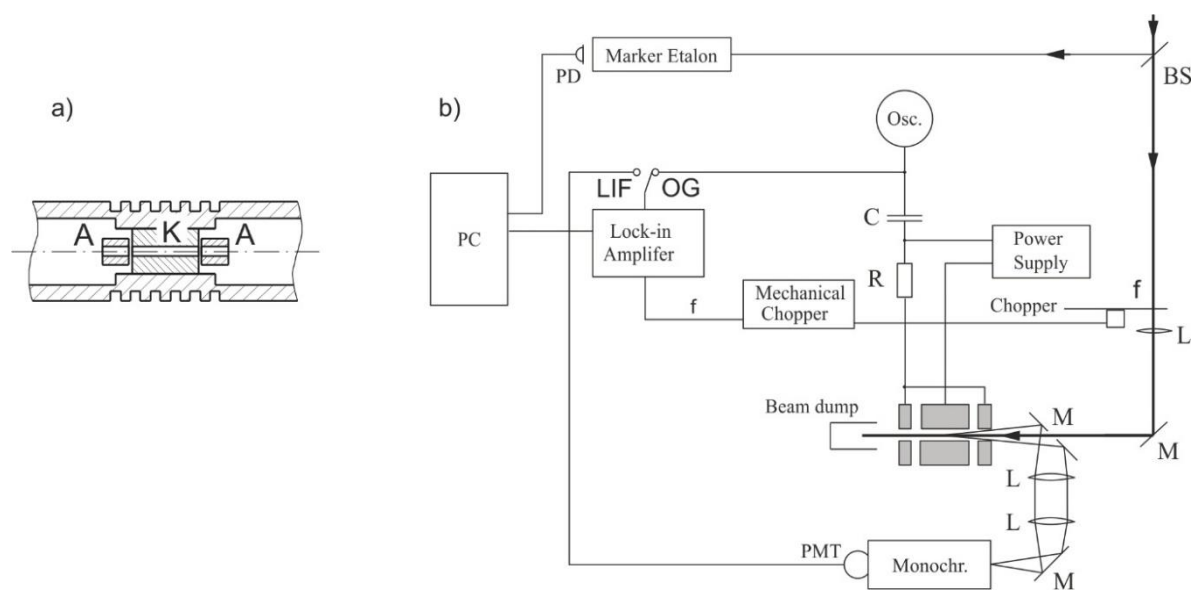 a)
A K A
b)
Marker Etalon
PD
BS
Osc.
LIF OG
C
PC
Lock-in
Amplifer
Power
Supply
R
f
Mechanical
Chopper
Chopper
f
L
Beam dump
M
M
L
L
PMT
Monochr.
M